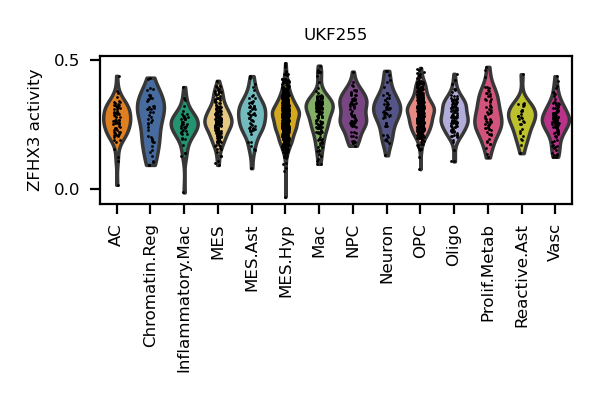 UKF255
0.5
0.0
ZFHX3 activity
AC
Chromatin.Reg
Inflammatory.Mac
MES
MES.Ast
MES.Hyp
Mac
NPC
Neuron
OPC
Oligo
Prolif.Metab
Reactive.Ast
Vasc